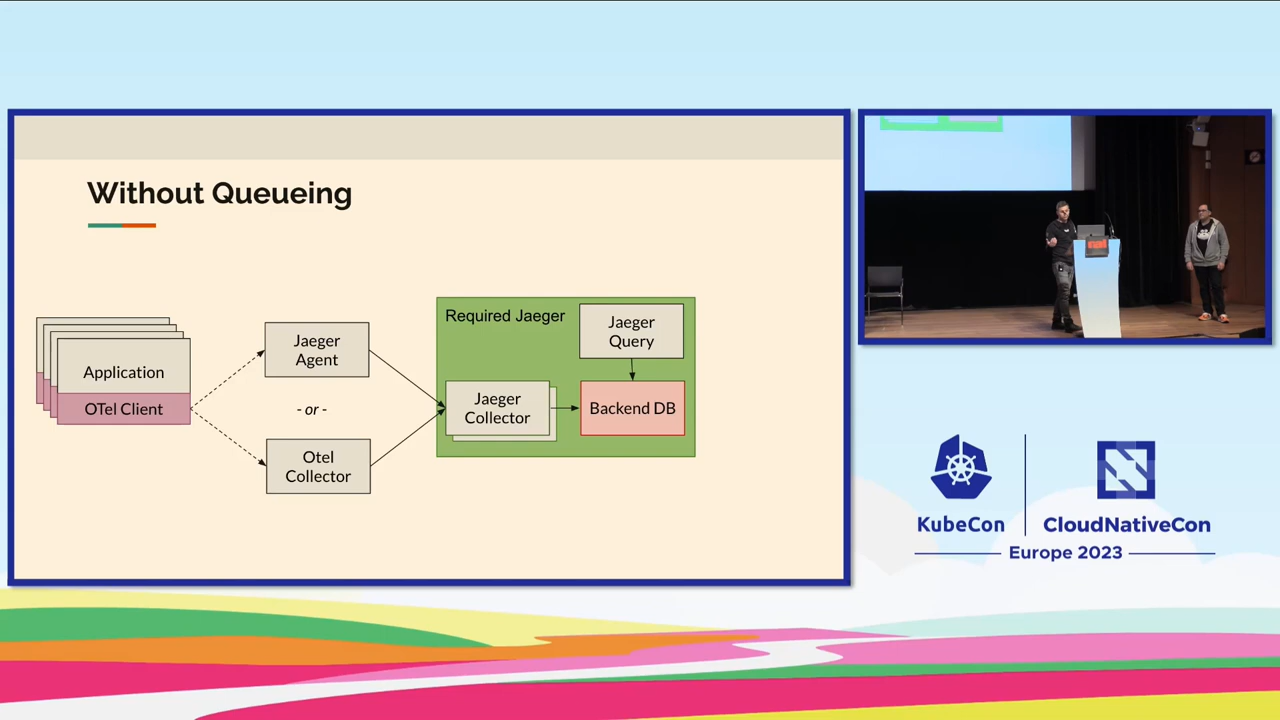 Without Queueing
Application
OTel Client
Jaeger
Agent
- or -
Otel
Collector
Required Jaeger
Jaeger
Query
Jaeger
Collector
Backend DB
KubeCon
CloudNativeCon
Europe 2023